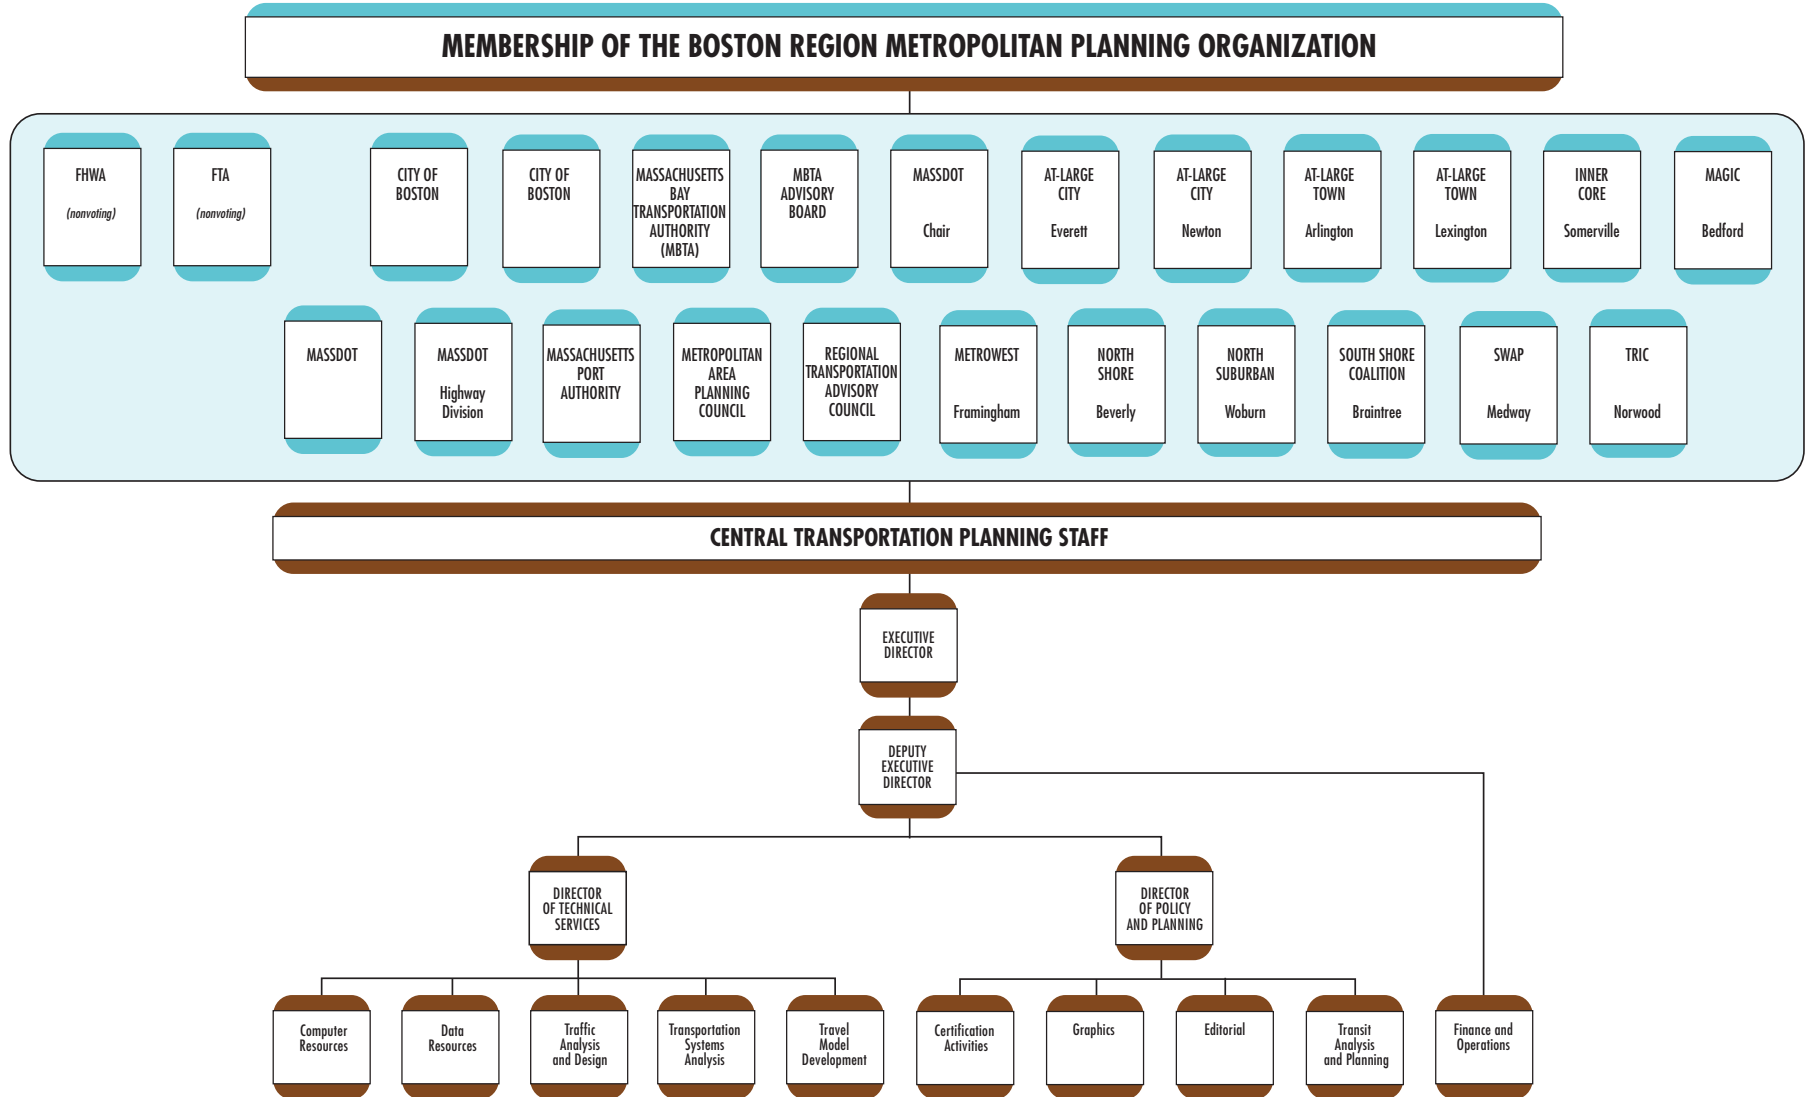 MEMBERSHIP OF THE BOSTON REGION METROPOLITAN PLANNING ORGANIZATION
FHWA
(nonvoting)
FTA
(nonvoting)
CITY OF
BOSTON
CITY OF
BOSTON
MASSACHUSETTS
BAY
TRANSPORTATION
AUTHORITY
(MBTA)
MBTA
ADVISORY
BOARD
MASSDOT
Chair
AT-LARGE
CITY
Everett
AT-LARGE
CITY
Newton
AT-LARGE
TOWN
Arlington
AT-LARGE
TOWN
Lexington
INNER
CORE
Somerville
MAGIC
Bedford
MASSDOT
MASSDOT
Highway
Division
MASSACHUSETTS
PORT
AUTHORITY
METROPOLITAN
AREA
PLANNING
COUNCIL
REGIONAL
TRANSPORTATION
ADVISORY
COUNCIL
METROWEST
Framingham
NORTH
SHORE
Beverly
NORTH
SUBURBAN
Woburn
SOUTH SHORE
COALITION
Braintree
SWAP
Medway
TRIC
Norwood
CENTRAL TRANSPORTATION PLANNING STAFF
EXECUTIVE
DIRECTOR
DEPUTY
EXECUTIVE
DIRECTOR
DIRECTOR
OF TECHNICAL
SERVICES
DIRECTOR
OF POLICY
AND PLANNING
Computer
Resources
Data
Resources
Traffic
Analysis
and Design
Transportation
Systems
Analysis
Travel
Model
Development
Certification
Activities
Graphics
Editorial
Transit
Analysis
and Planning
Finance and
Operations